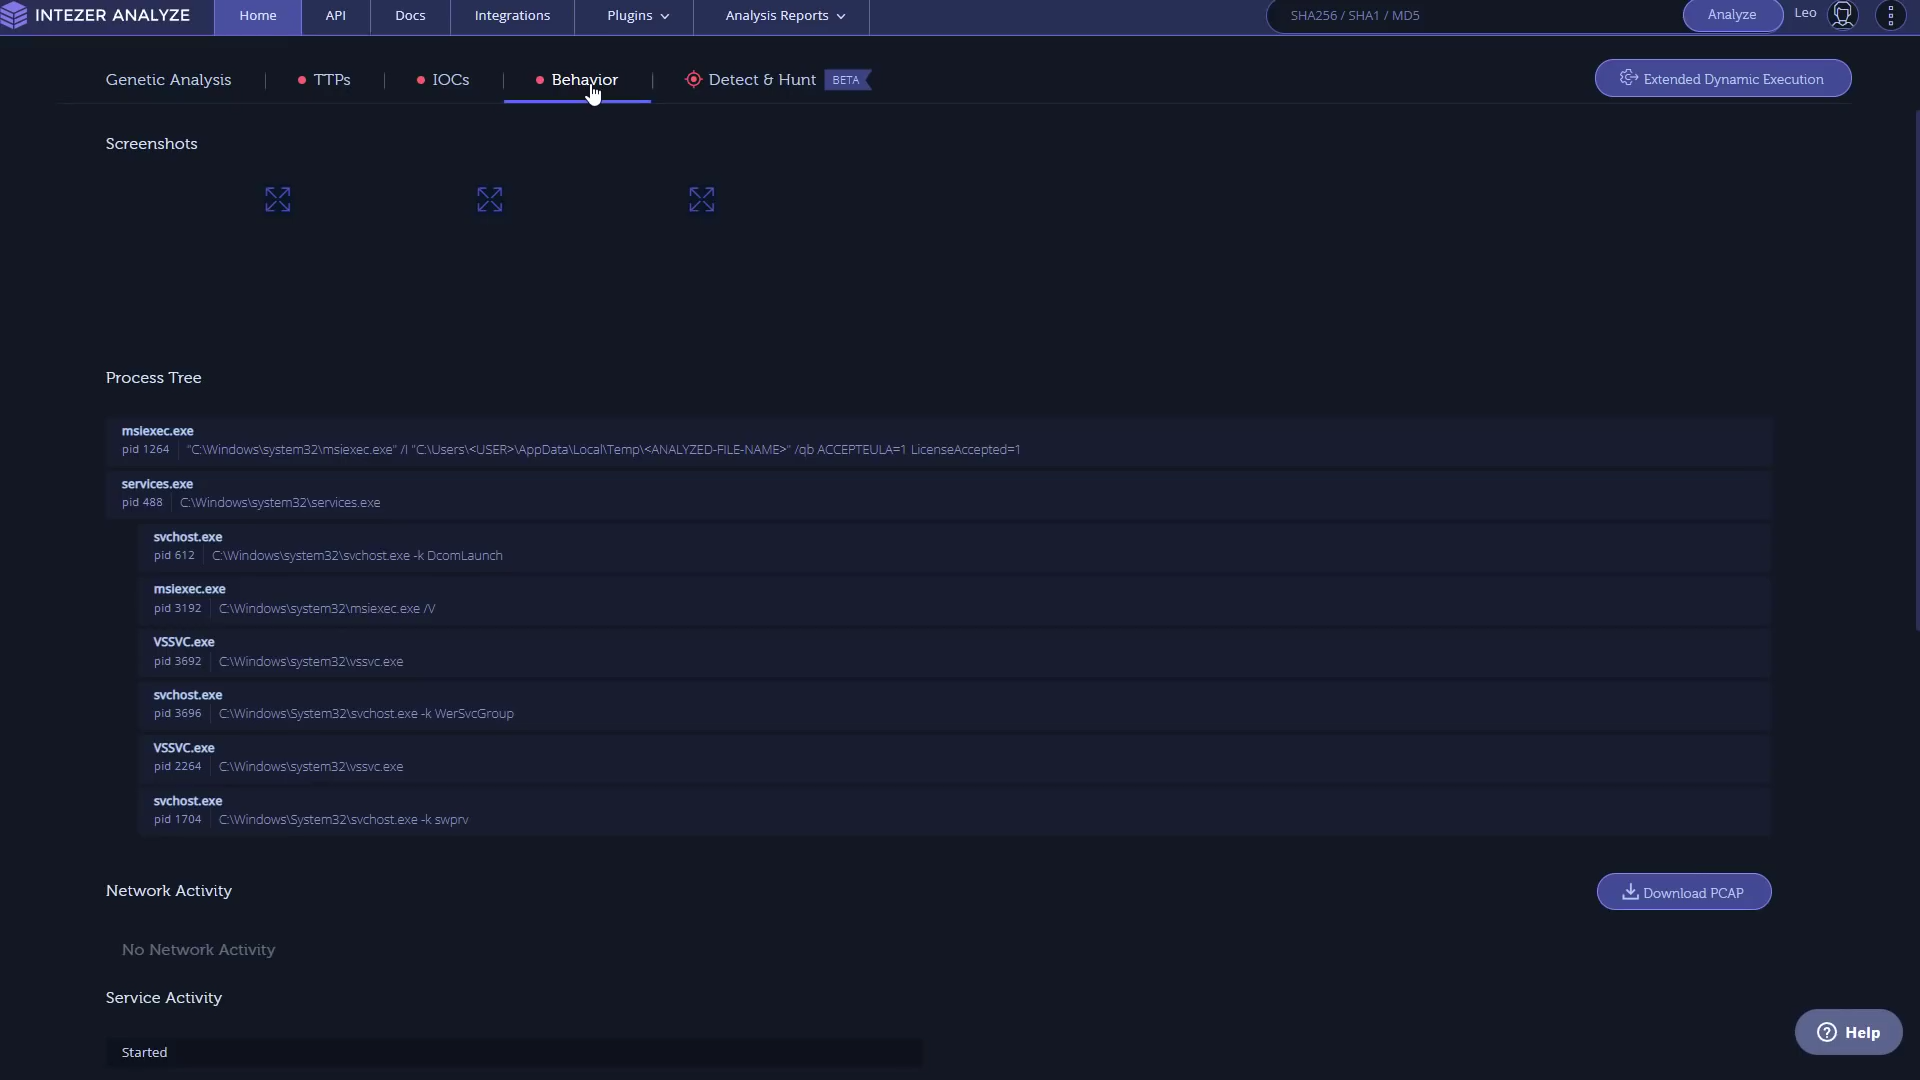 INTEZER ANALYZE
Home
API
Docs
Integrations
Plugins
Analysis Reports
SHA256 / SHA1 / MD5
Analyze
Leo
Genetic Analysis
TTPs
IOCs
Behavior
Detect & Hunt
BETA
Extended Dynamic Execution
Screenshots
Process Tree
msiexec.exe
pid 1264 "C:\Windows\system32\msiexec.exe" /I "C:\Users\<USER>\AppData\Local\Temp\<ANALYZED-FILE-NAME>" /qb ACCEPTEULA=1 LicenseAccepted=1
services.exe
pid 488 C:\Windows\system32\services.exe
svchost.exe
pid 612 C:\Windows\system32\svchost.exe -k DcomLaunch
msiexec.exe
pid 3192 C:\Windows\system32\msiexec.exe /V
VSSVC.exe
pid 3692 C:\Windows\system32\vssvc.exe
svchost.exe
pid 3696 C:\Windows\System32\svchost.exe -k WerSvcGroup
VSSVC.exe
pid 2264 C:\Windows\system32\vssvc.exe
svchost.exe
pid 1704 C:\Windows\System32\svchost.exe -k swprv
Network Activity
Download PCAP
No Network Activity
Service Activity
Started
Help